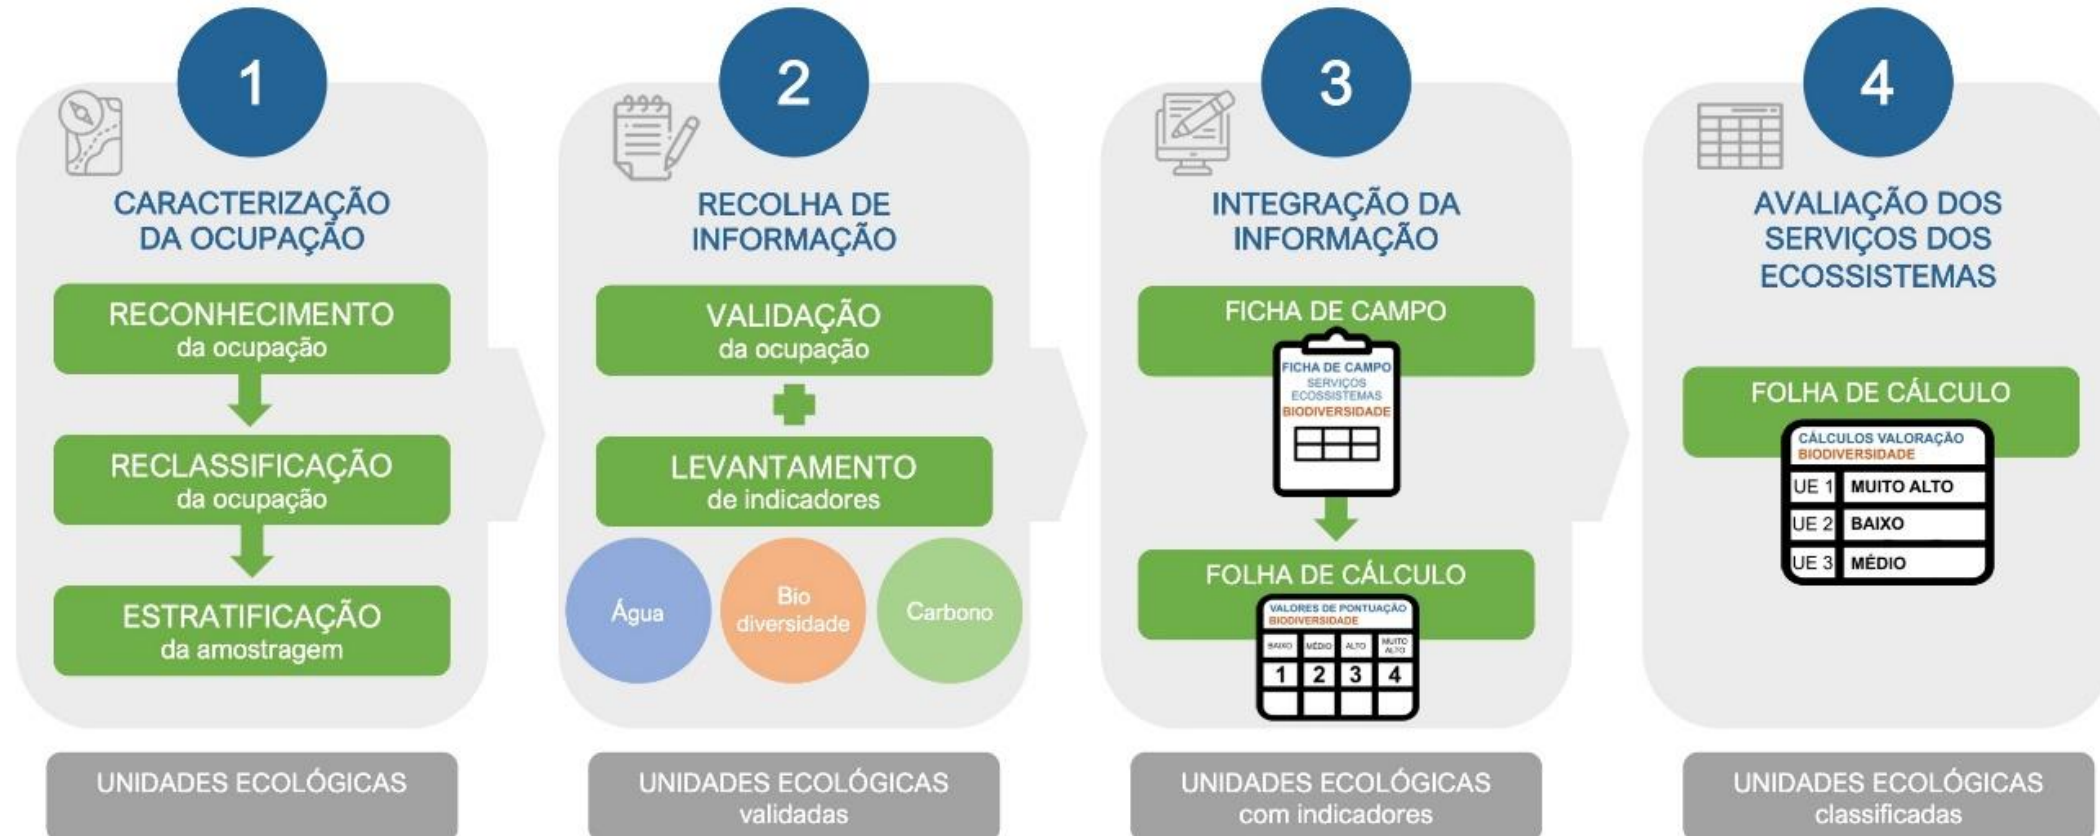 1
CARACTERIZAÇÃO
DA OCUPAÇÃO
RECONHECIMENTO
da ocupação
RECLASSIFICAÇÃO
da ocupação
ESTRATIFICAÇÃO
da amostragem
UNIDADES ECOLÓGICAS
2
RECOLHA DE
INFORMAÇÃO
VALIDAÇÃO
da ocupação
LEVANTAMENTO
de indicadores
Água
Bio
diversidade
Carbono
UNIDADES ECOLÓGICAS
validadas
3
INTEGRAÇÃO DA
INFORMAÇÃO
FICHA DE CAMPO
FICHA DE CAMPO
SERVIÇOS
ECOSSISTEMAS
BIODIVERSIDADE
FOLHA DE CÁLCULO
VALORES DE PONTUAÇÃO
BIODIVERSIDADE
BAIXO MÉDIO ALTO MUITO ALTO
1 2 3 4
UNIDADES ECOLÓGICAS
com indicadores
4
AVALIAÇÃO DOS
SERVIÇOS DOS
ECOSSISTEMAS
FOLHA DE CÁLCULO
CÁLCULOS VALORAÇÃO
BIODIVERSIDADE
UE 1 MUITO ALTO
UE 2 BAIXO
UE 3 MÉDIO
UNIDADES ECOLÓGICAS
classificadas